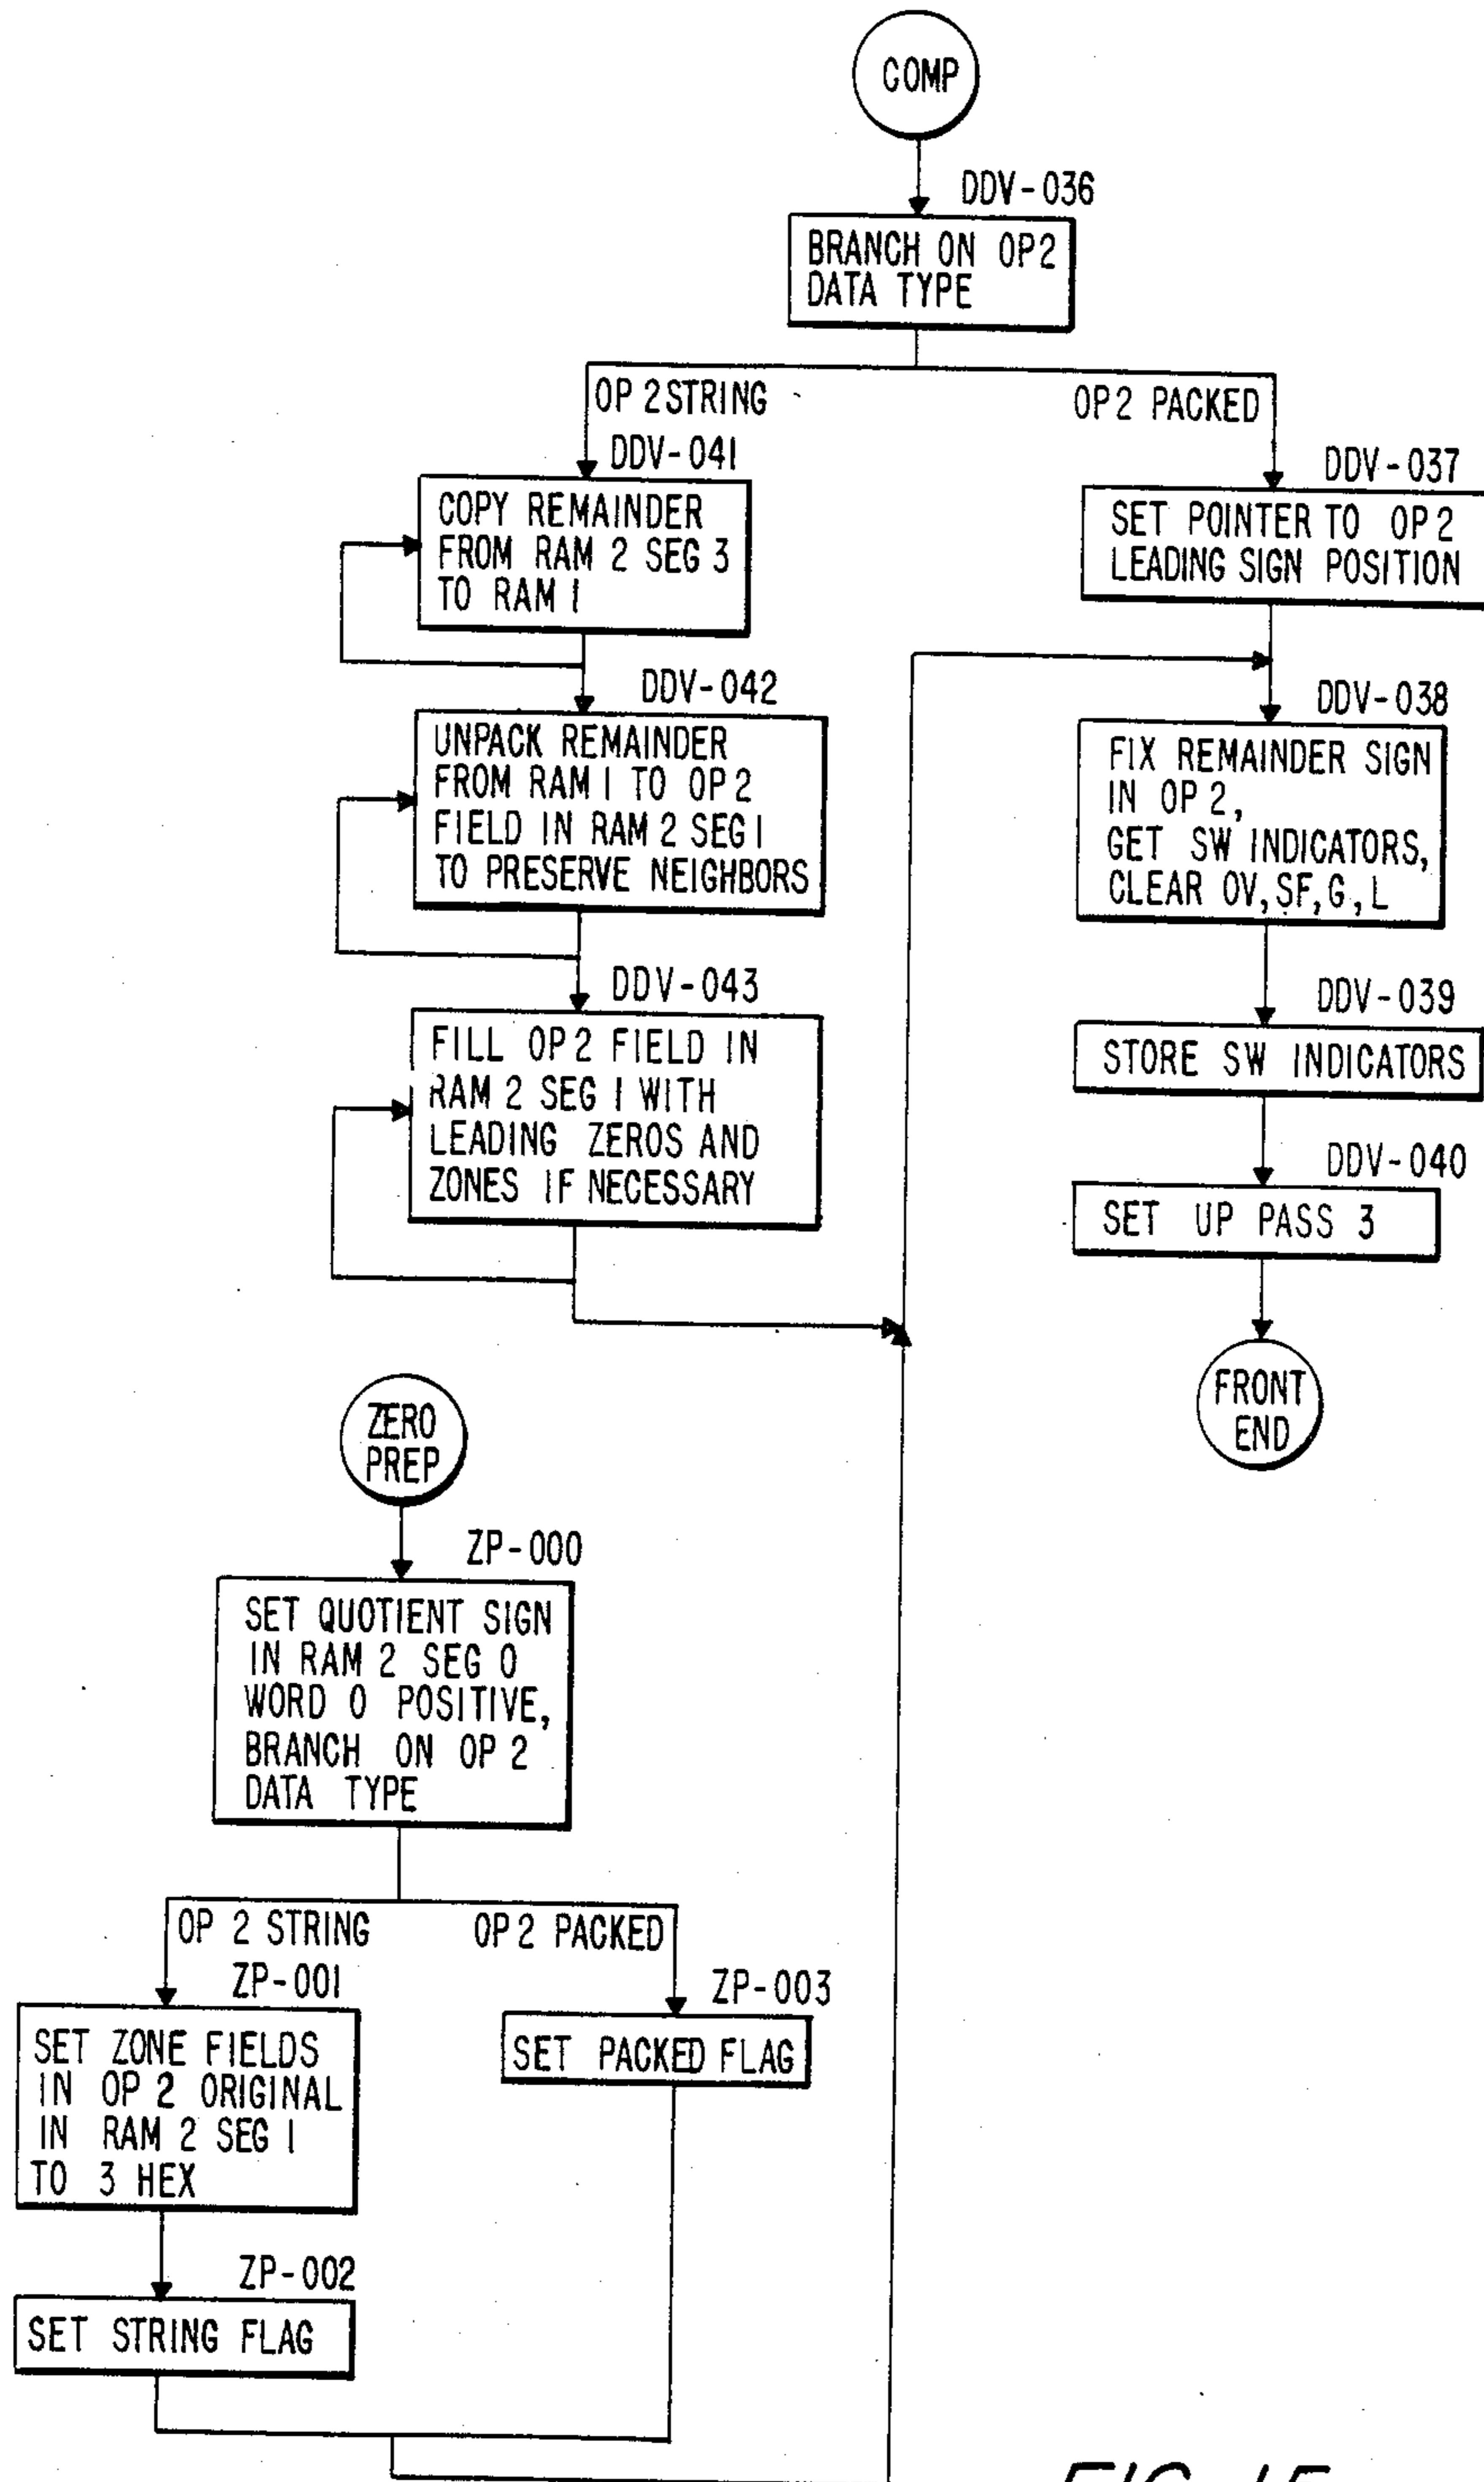 COMP
DDV-036
BRANCH ON OP2
DATA TYPE
OP 2 STRING
OP2 PACKED
DDV-041
COPY REMAINDER
FROM RAM 2 SEG 3
TO RAM 1
DDV-037
SET POINTER TO OP2
LEADING SIGN POSITION
DDV-042
UNPACK REMAINDER
FROM RAM 1 TO OP 2
FIELD IN RAM 2 SEG 1
TO PRESERVE NEIGHBORS
DDV-038
FIX REMAINDER SIGN
IN OP 2,
GET SW INDICATORS,
CLEAR OV, SF, G, L
DDV-043
FILL OP 2 FIELD IN
RAM 2 SEG 1 WITH
LEADING ZEROS AND
ZONES IF NECESSARY
DDV-039
STORE SW INDICATORS
DDV-040
SET UP PASS 3
FRONT
END
ZERO
PREP
ZP-000
SET QUOTIENT SIGN
IN RAM 2 SEG 0
WORD 0 POSITIVE,
BRANCH ON OP 2
DATA TYPE
OP 2 STRING
OP2 PACKED
ZP-001
SET ZONE FIELDS
IN OP 2 ORIGINAL
IN RAM 2 SEG 1
TO 3 HEX
ZP-003
SET PACKED FLAG
ZP-002
SET STRING FLAG